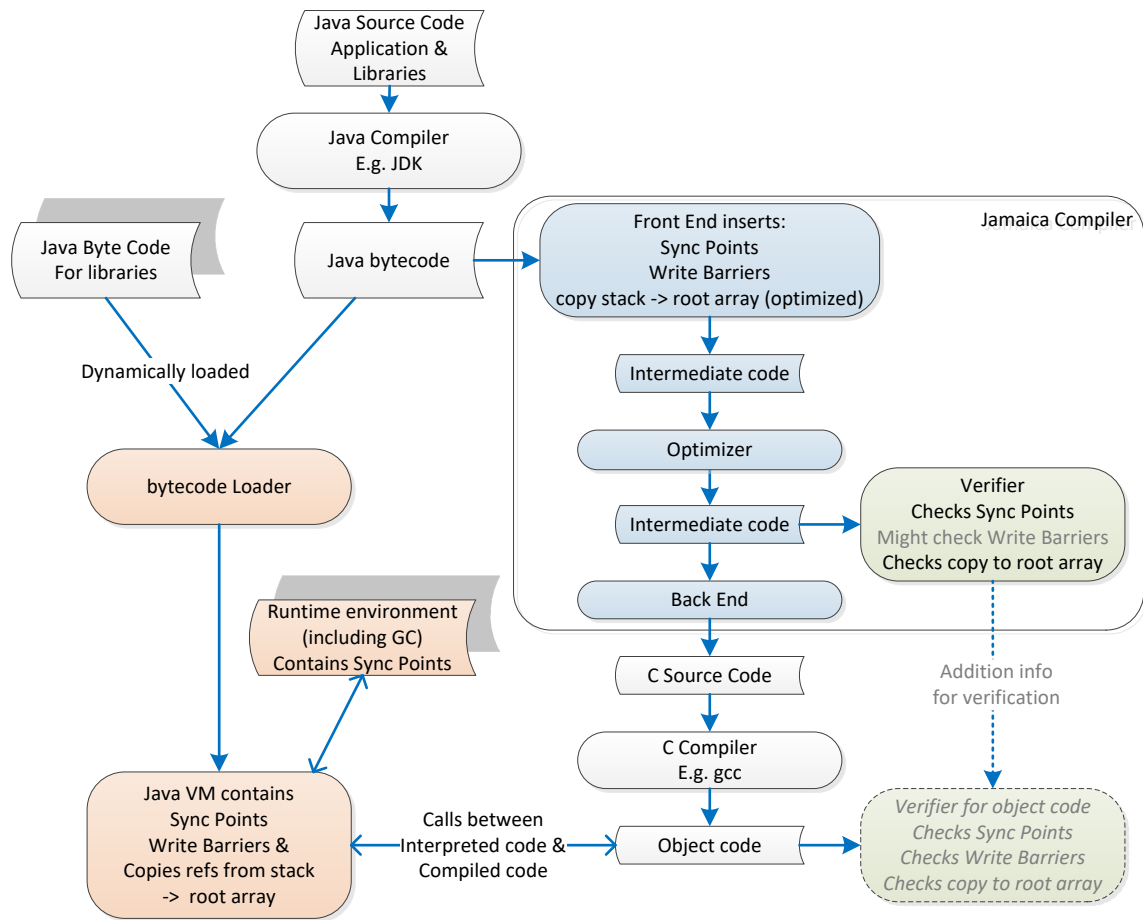 Java Source Code
Application &
Libraries
Java Compiler
E.g. JDK
Java Byte Code
For libraries
Java bytecode
Front End inserts:
Sync Points
Write Barriers
copy stack -> root array (optimized)
Jamaica Compiler
Dynamically loaded
Intermediate code
Optimizer
bytecode Loader
Intermediate code
Verifier
Checks Sync Points
Might check Write Barriers
Checks copy to root array
Back End
Runtime environment
(including GC)
Contains Sync Points
C Source Code
Addition info
for verification
C Compiler
E.g. gcc
Java VM contains
Sync Points
Write Barriers &
Copies refs from stack
-> root array
Calls between
Interpreted code &
Compiled code
Object code
Verifier for object code
Checks Sync Points
Checks Write Barriers
Checks copy to root array